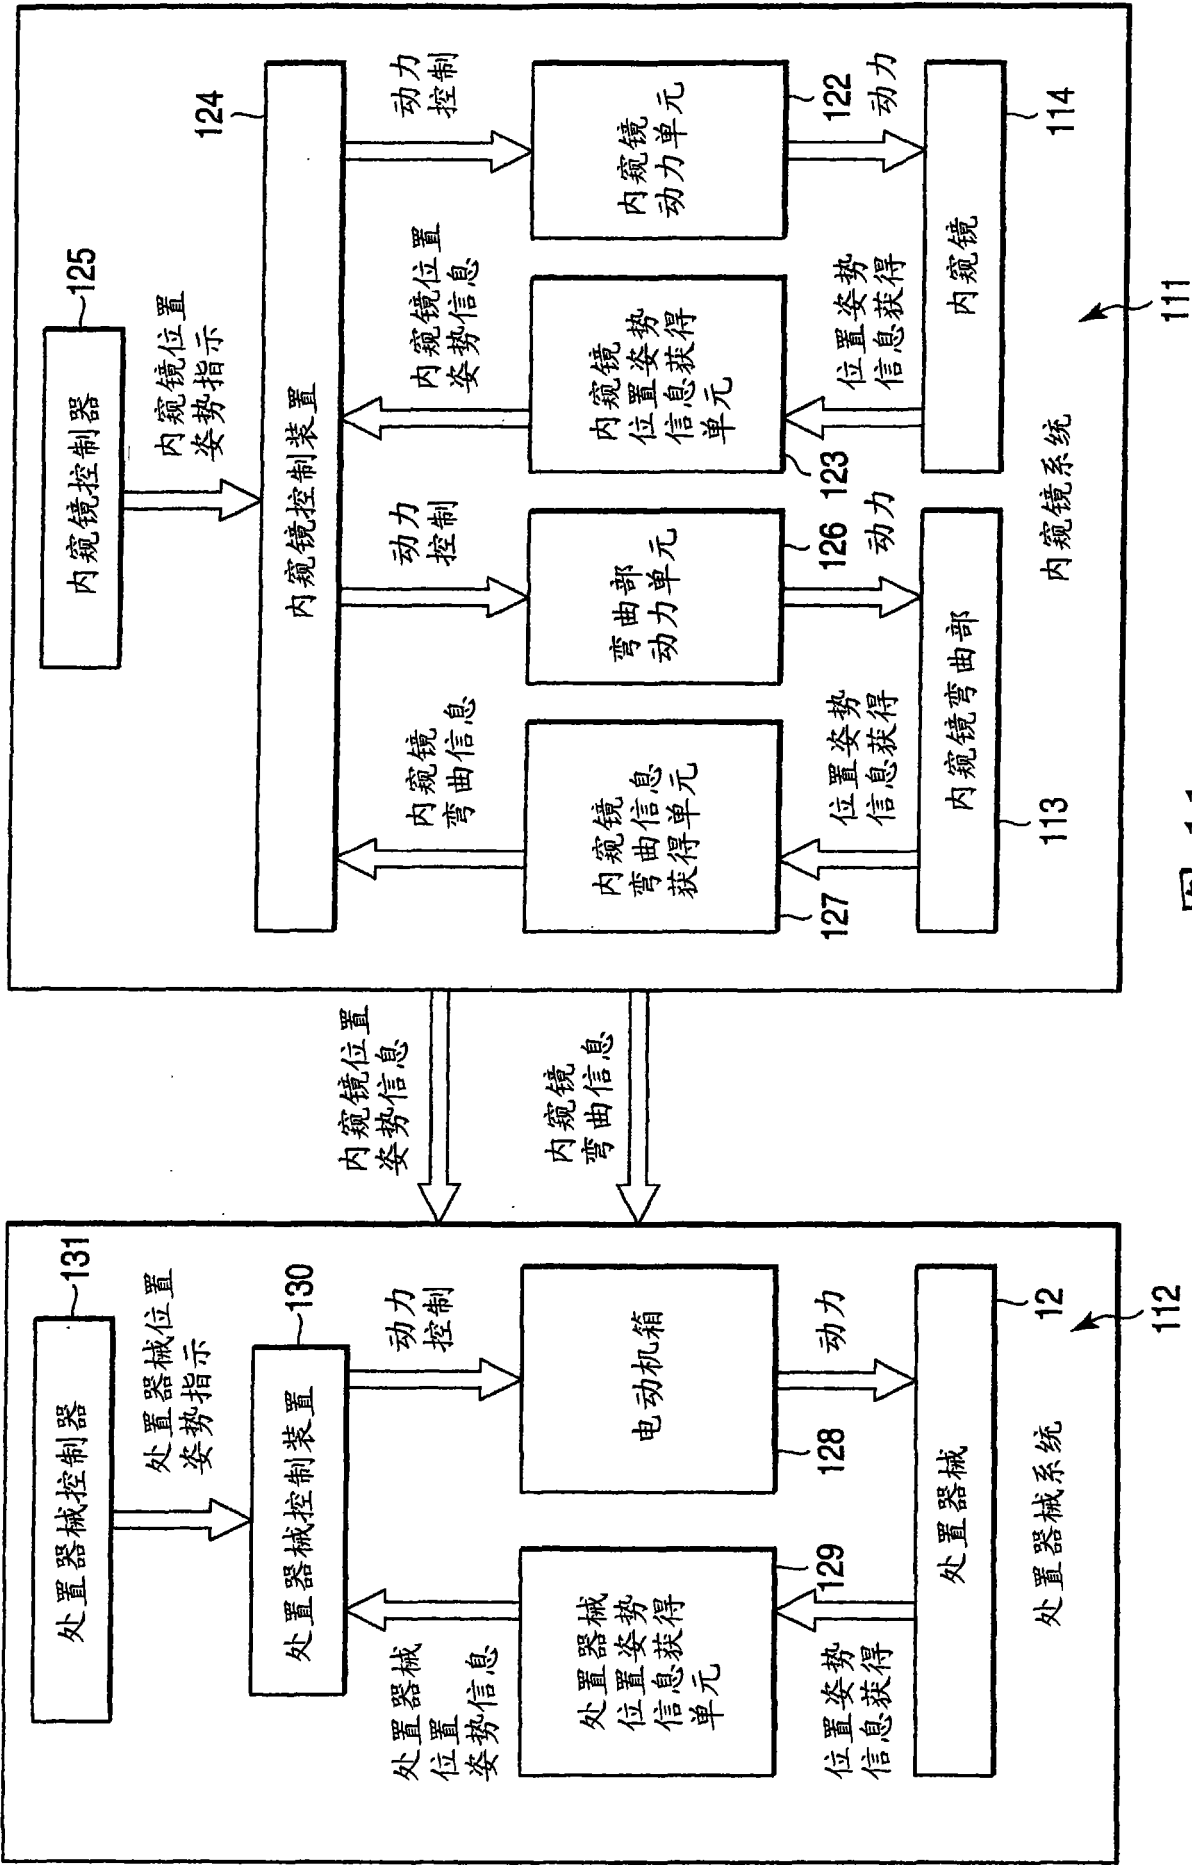 处置器械控制器
131
处置器械位置
姿势指示
处置器械控制装置
130
处置器械
位置
姿势信息
动力
控制
处置器械
位置姿势
信息获得
单元
129
电动机箱
128
位置姿势
信息获得
动力
处置器械
12
处置器械系统
112
内窥镜位置
姿势信息
内窥镜
弯曲信息
内窥镜控制器
125
内窥镜位置
姿势指示
内窥镜控制装置
124
内窥镜
弯曲信息
动力
控制
内窥镜位置
姿势信息
动力
控制
内窥镜
弯曲信息
获得单元
127
弯曲部
动力单元
126
内窥镜
位置姿势
信息获得
单元
123
内窥镜
动力单元
122
位置姿势
信息获得
动力
位置姿势
信息获得
动力
内窥镜弯曲部
113
内窥镜
114
内窥镜系统
111